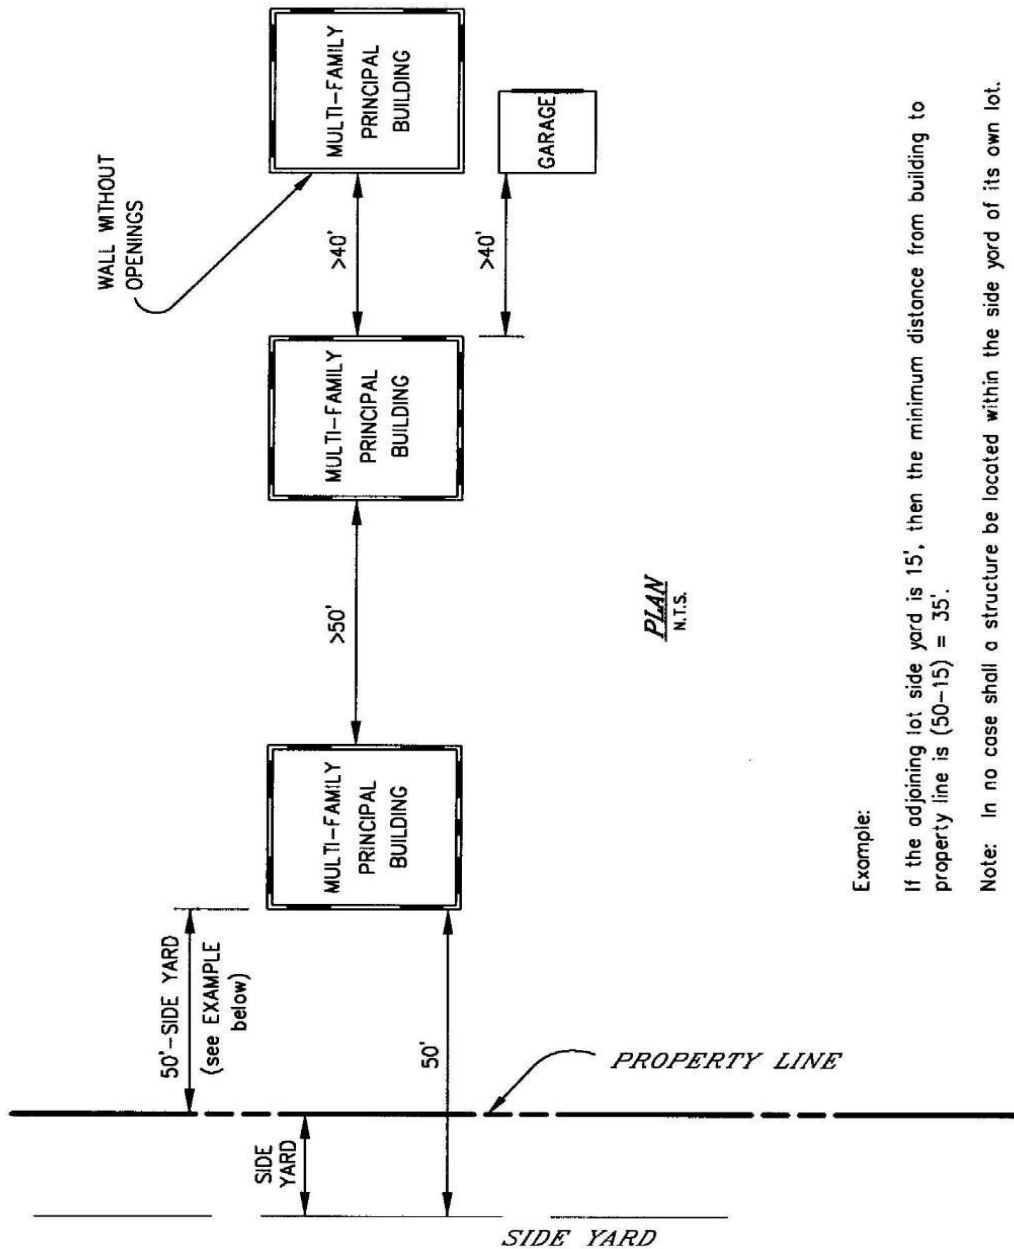 WALL WITHOUT
OPENINGS
50'-SIDE YARD
(see EXAMPLE
below)
SIDE
YARD
MULTI-FAMILY
PRINCIPAL
BUILDING
>50'
MULTI-FAMILY
PRINCIPAL
BUILDING
>40'
MULTI-FAMILY
PRINCIPAL
BUILDING
50'
>40'
GARAGE
SIDE YARD
PROPERTY LINE
PLAN
N.T.S.
Example:
If the adjoining lot side yard is 15', then the minimum distance from building to
property line is (50-15) = 35'.
Note: In no case shall a structure be located within the side yard of its own lot.